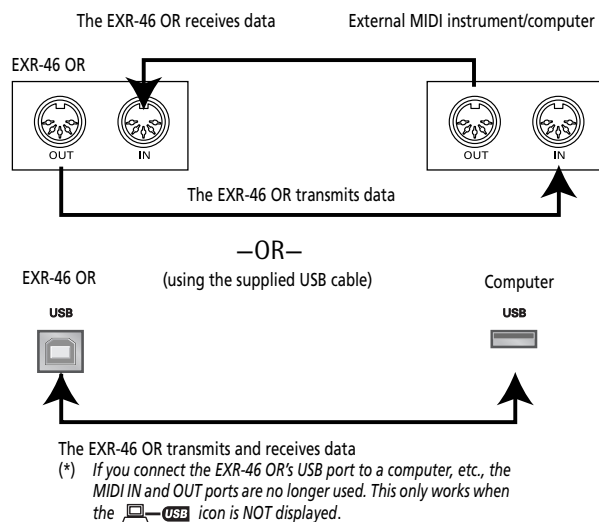 The EXR-46 OR receives data
External MIDI instrument/computer
EXR-46 OR
OUT
IN
OUT
IN
The EXR-46 OR transmits data
—OR—
(using the supplied USB cable)
EXR-46 OR
Computer
USB
USB
The EXR-46 OR transmits and receives data
(*) If you connect the EXR-46 OR's USB port to a computer, etc., the
MIDI IN and OUT ports are no longer used. This only works when
the USB icon is NOT displayed.